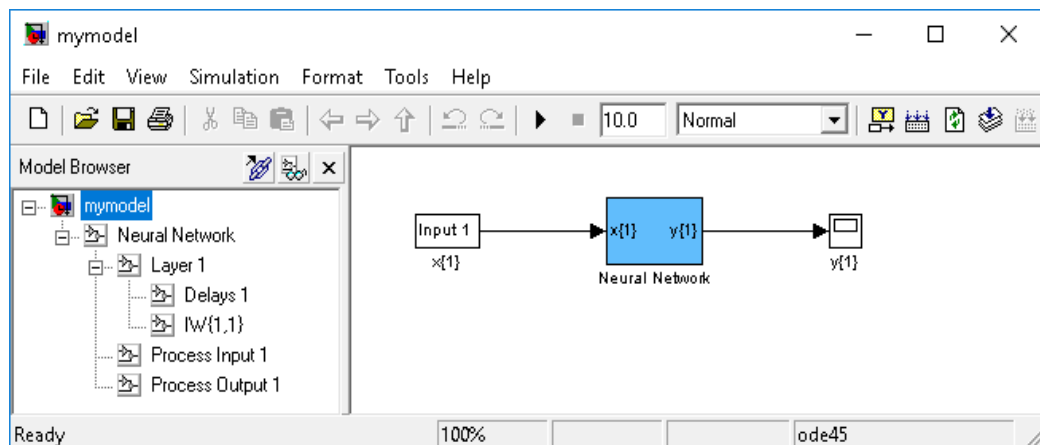 mymodel
File Edit View Simulation Format Tools Help
10.0 Normal
Model Browser
mymodel
Neural Network
Layer 1
Delays 1
IW{1,1}
Process Input 1
Process Output 1
Input 1 x{1} y{1}
x{1} Neural Network y{1}
Ready 100% ode45